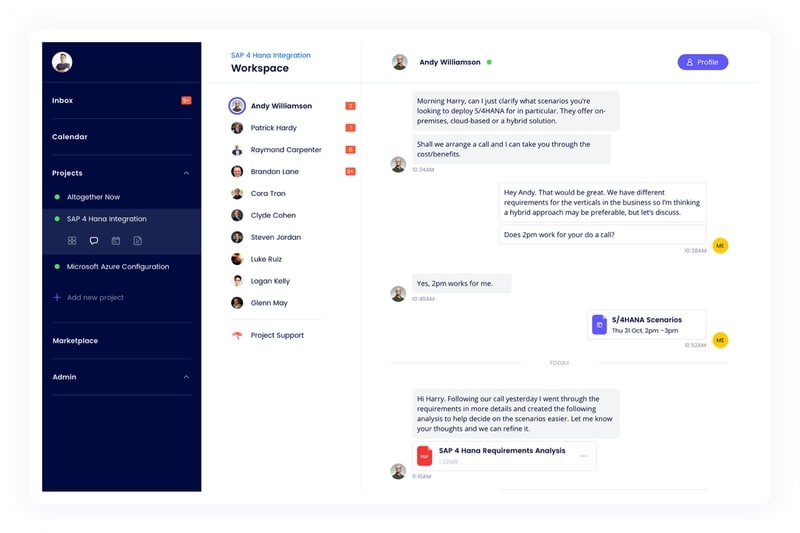 Inbox
9+
Calendar
Projects
Altogether Now
SAP 4 Hana Integration
Microsoft Azure Configuration
Add new project
Marketplace
Admin
SAP 4 Hana Integration
Workspace
Andy Williamson
3
Patrick Hardy
1
Raymond Carpenter
Brandon Lane
9+
Cora Tran
Clyde Cohen
Steven Jordan
Luke Ruiz
Logan Kelly
Glenn May
Project Support
Andy Williamson
Profile
Morning Harry, can I just clarify what scenarios you're
looking to deploy S/4HANA for in particular. They offer on-
premises, cloud-based or a hybrid solution.
Shall we arrange a call and I can take you through the
cost/benefits.
10:34AM
Hey Andy. That would be great. We have different
requirements for the verticals in the business so I'm thinking
a hybrid approach may be preferable, but let's discuss.
Does 2pm work for your do a call?
10:38AM
ME
Yes, 2pm works for me.
10:45AM
S/4HANA Scenarios
Thu 31 Oct, 2pm –3pm
10:52AM
ME
TODAY
Hi Harry. Following our call yesterday I went through the
requirements in more details and created the following
analysis to help decide on the scenarios easier. Let me know
your thoughts and we can refine it.
PDF
SAP 4 Hana Requirements Analysis
1.32MB
11:16AM